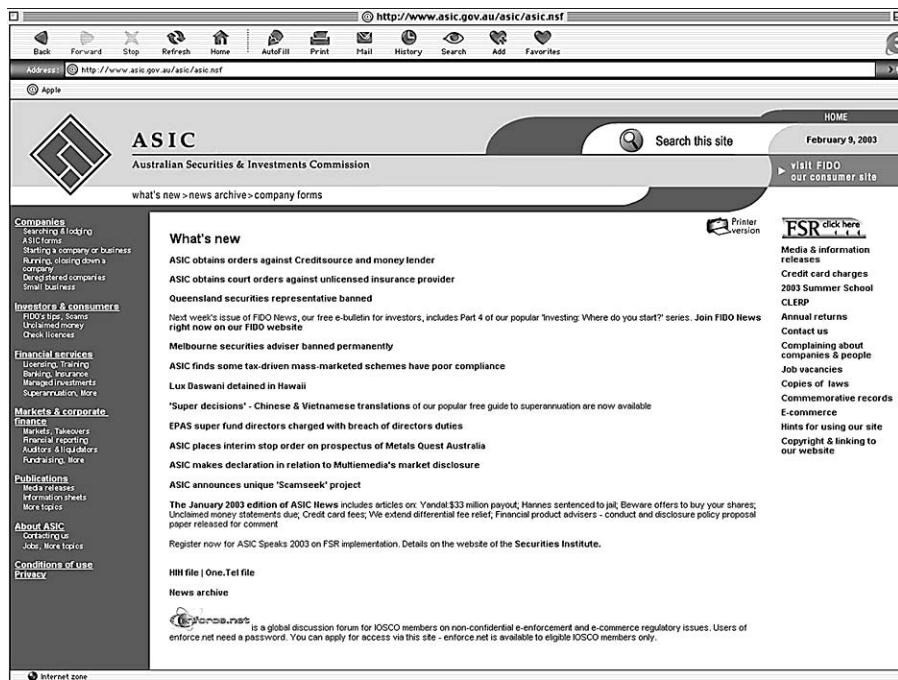 http://www.asic.gov.au/asic/asic.nsf
Back Forward Stop Refresh Home AutoFill Print Mail History Search Add Favorites
Address: http://www.asic.gov.au/asic/asic.nsf
Apple
HOME
ASIC
Search this site
February 9, 2003
Australian Securities & Investments Commission
visit FIDO
our consumer site
what's new > news archive > company forms
Companies
Searching & lodging
ASIC forms
Starting a company or business
Running, closing down a
company
Deregistered companies
Small business
Investors & consumers
FIDO's tips, Scams
Unclaimed money
Check licences
Financial services
Licensing, Training
Banking, Insurance
Managed investments
Superannuation, More
Markets & corporate
finance
Markets, Takeovers
Financial reporting
Auditors & liquidators
Fundraising, More
Publications
Media releases
Information sheets
More topics
About ASIC
Contacting us
Jobs, More topics
Conditions of use
Privacy
Printer
version
What's new
ASIC obtains orders against Creditsource and money lender
ASIC obtains court orders against unlicensed insurance provider
Queensland securities representative banned
Next week's issue of FIDO News, our free e-bulletin for investors, includes Part 4 of our popular 'Investing: Where do you start?' series. Join FIDO News
right now on our FIDO website
Melbourne securities adviser banned permanently
ASIC finds some tax-driven mass-marketed schemes have poor compliance
Lux Daswani detained in Hawaii
'Super decisions' - Chinese & Vietnamese translations of our popular free guide to superannuation are now available
EPAS super fund directors charged with breach of directors duties
ASIC places interim stop order on prospectus of Metals Quest Australia
ASIC makes declaration in relation to Multiemedia's market disclosure
ASIC announces unique 'Scamseek' project
The January 2003 edition of ASIC News includes articles on: Yandal:$33 milion payout; Hannes sentenced to jail; Beware offers to buy your shares;
Unclaimed money statements due; Credit card fees; We extend differential fee relief; Financial product advisers - conduct and disclosure policy proposal
paper released for comment
Register now for ASIC Speaks 2003 on FSR implementation. Details on the website of the Securities Institute.
HIH file | One.Tel file
News archive
enforce.net is a global discussion forum for IOSCO members on non-confidential e-enforcement and e-commerce regulatory issues. Users of
enforce.net need a password. You can apply for access via this site - enforce.net is available to eligible IOSCO members only.
FSR click here
Media & information
releases
Credit card charges
2003 Summer School
CLERP
Annual returns
Contact us
Complaining about
companies & people
Job vacancies
Copies of laws
Commemorative records
E-commerce
Hints for using our site
Copyright & linking to
our website
Internet zone